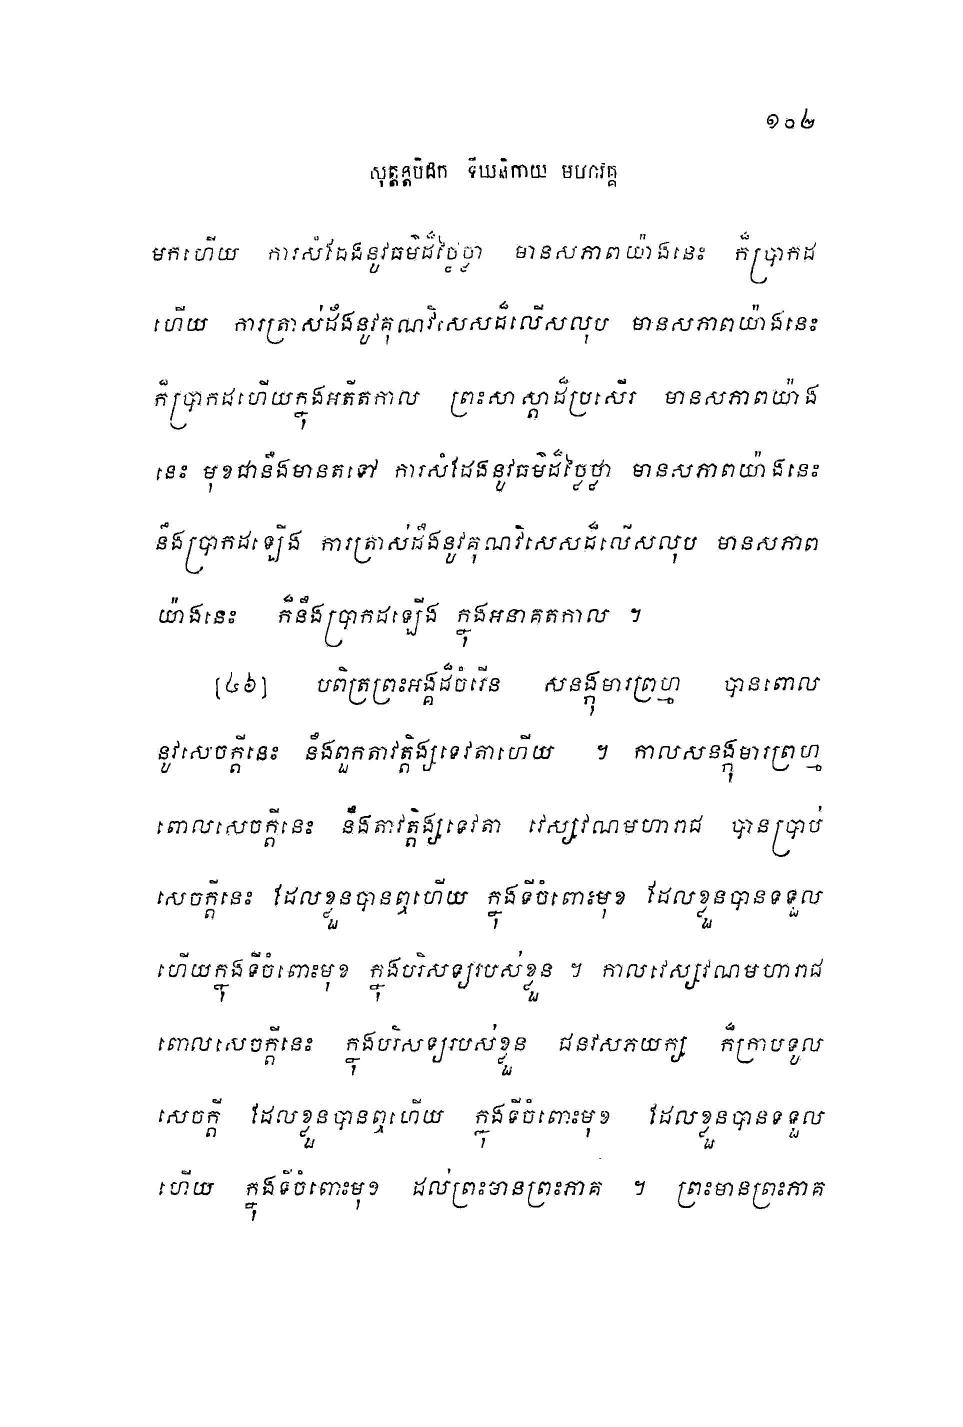 ១០២
សុត្តន្តបិដក ទីឃនិកាយ មហាវគ្គ
មកហើយ ការសំដែងនូវធម៌ដ៏ថ្លៃថ្លា មានសភាពយ៉ាងនេះ ក៏ប្រាកដ
ហើយ ការត្រាស់ដឹងនូវគុណវិសេសដ៏លើសលុប មានសភាពយ៉ាងនេះ
ក៏ប្រាកដហើយក្នុងអតីតកាល ព្រះសាស្តាដ៏ប្រសើរ មានសភាពយ៉ាង
នេះ មុខជានឹងមានតទៅ ការសំដែងនូវធម៌ដ៏ថ្លៃថ្លា មានសភាពយ៉ាងនេះ
នឹងប្រាកដឡើង ការត្រាស់ដឹងនូវគុណវិសេសដ៏លើសលុប មានសភាព
យ៉ាងនេះ ក៏នឹងប្រាកដឡើង ក្នុងអនាគតកាល ។
[៤៦] បពិត្រព្រះអង្គដ៏ចំរើន សនង្កុមារព្រហ្ម បានពោល
នូវសេចក្តីនេះ នឹងពួកតាវត្តិង្សទេវតាហើយ ។ កាលសនង្កុមារព្រហ្ម
ពោលសេចក្តីនេះ នឹងតាវត្តិង្សទេវតា វេស្សវណមហារាជ បានប្រាប់
សេចក្តីនេះ ដែលខ្លួនបានឮហើយ ក្នុងទីចំពោះមុខ ដែលខ្លួនបានទទួល
ហើយក្នុងទីចំពោះមុខ ក្នុងបរិសទ្យរបស់ខ្លួន ។ កាលវេស្សវណមហារាជ
ពោលសេចក្តីនេះ ក្នុងបរិសទ្យរបស់ខ្លួន ជនវសភយក្ស ក៏ក្រាបទូល
សេចក្តី ដែលខ្លួនបានឮហើយ ក្នុងទីចំពោះមុខ ដែលខ្លួនបានទទួល
ហើយ ក្នុងទីចំពោះមុខ ដល់ព្រះមានព្រះភាគ ។ ព្រះមានព្រះភាគ